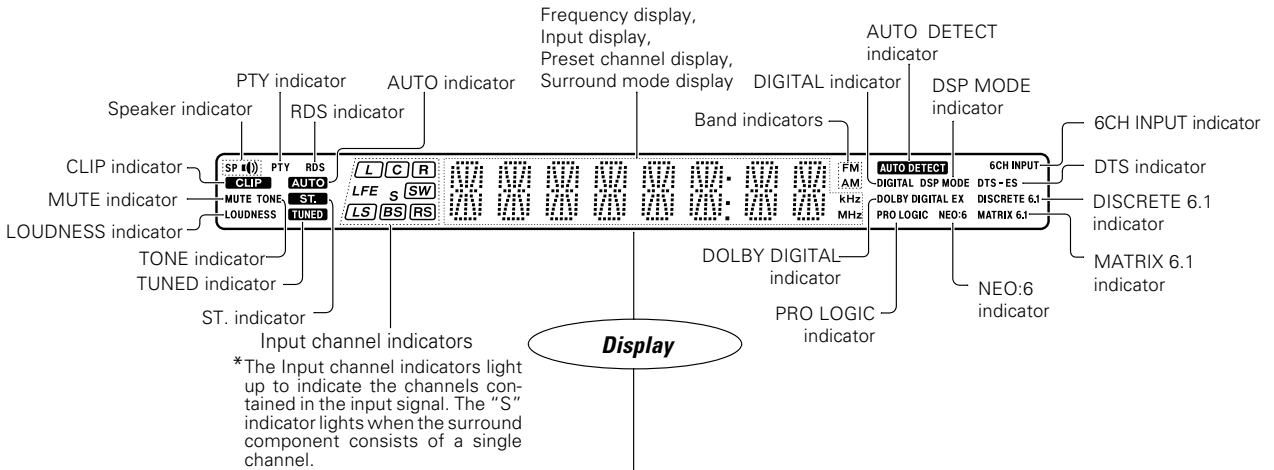 Frequency display,
Input display,
Preset channel display,
Surround mode display
AUTO DETECT
indicator
PTY indicator
AUTO indicator
DIGITAL indicator
DSP MODE
indicator
Speaker indicator
RDS indicator
Band indicators
6CH INPUT indicator
CLIP indicator
MUTE indicator
LOUDNESS indicator
TONE indicator
TUNED indicator
ST. indicator
SP PTY RDS
CLIP AUTO
MUTE TONE ST.
LOUDNESS TUNED
L C R
LFE S SW
LS BS RS
FM
AM
kHz
MHz
AUTO DETECT 6CH INPUT
DIGITAL DSP MODE DTS-ES
DOLBY DIGITAL EX DISCRETE 6.1
PRO LOGIC NEO:6 MATRIX 6.1
DTS indicator
DISCRETE 6.1
indicator
MATRIX 6.1
indicator
DOLBY DIGITAL
indicator
NEO:6
indicator
PRO LOGIC
indicator
Input channel indicators
*The Input channel indicators light
up to indicate the channels con-
tained in the input signal. The “S”
indicator lights when the surround
component consists of a single
channel.
Display